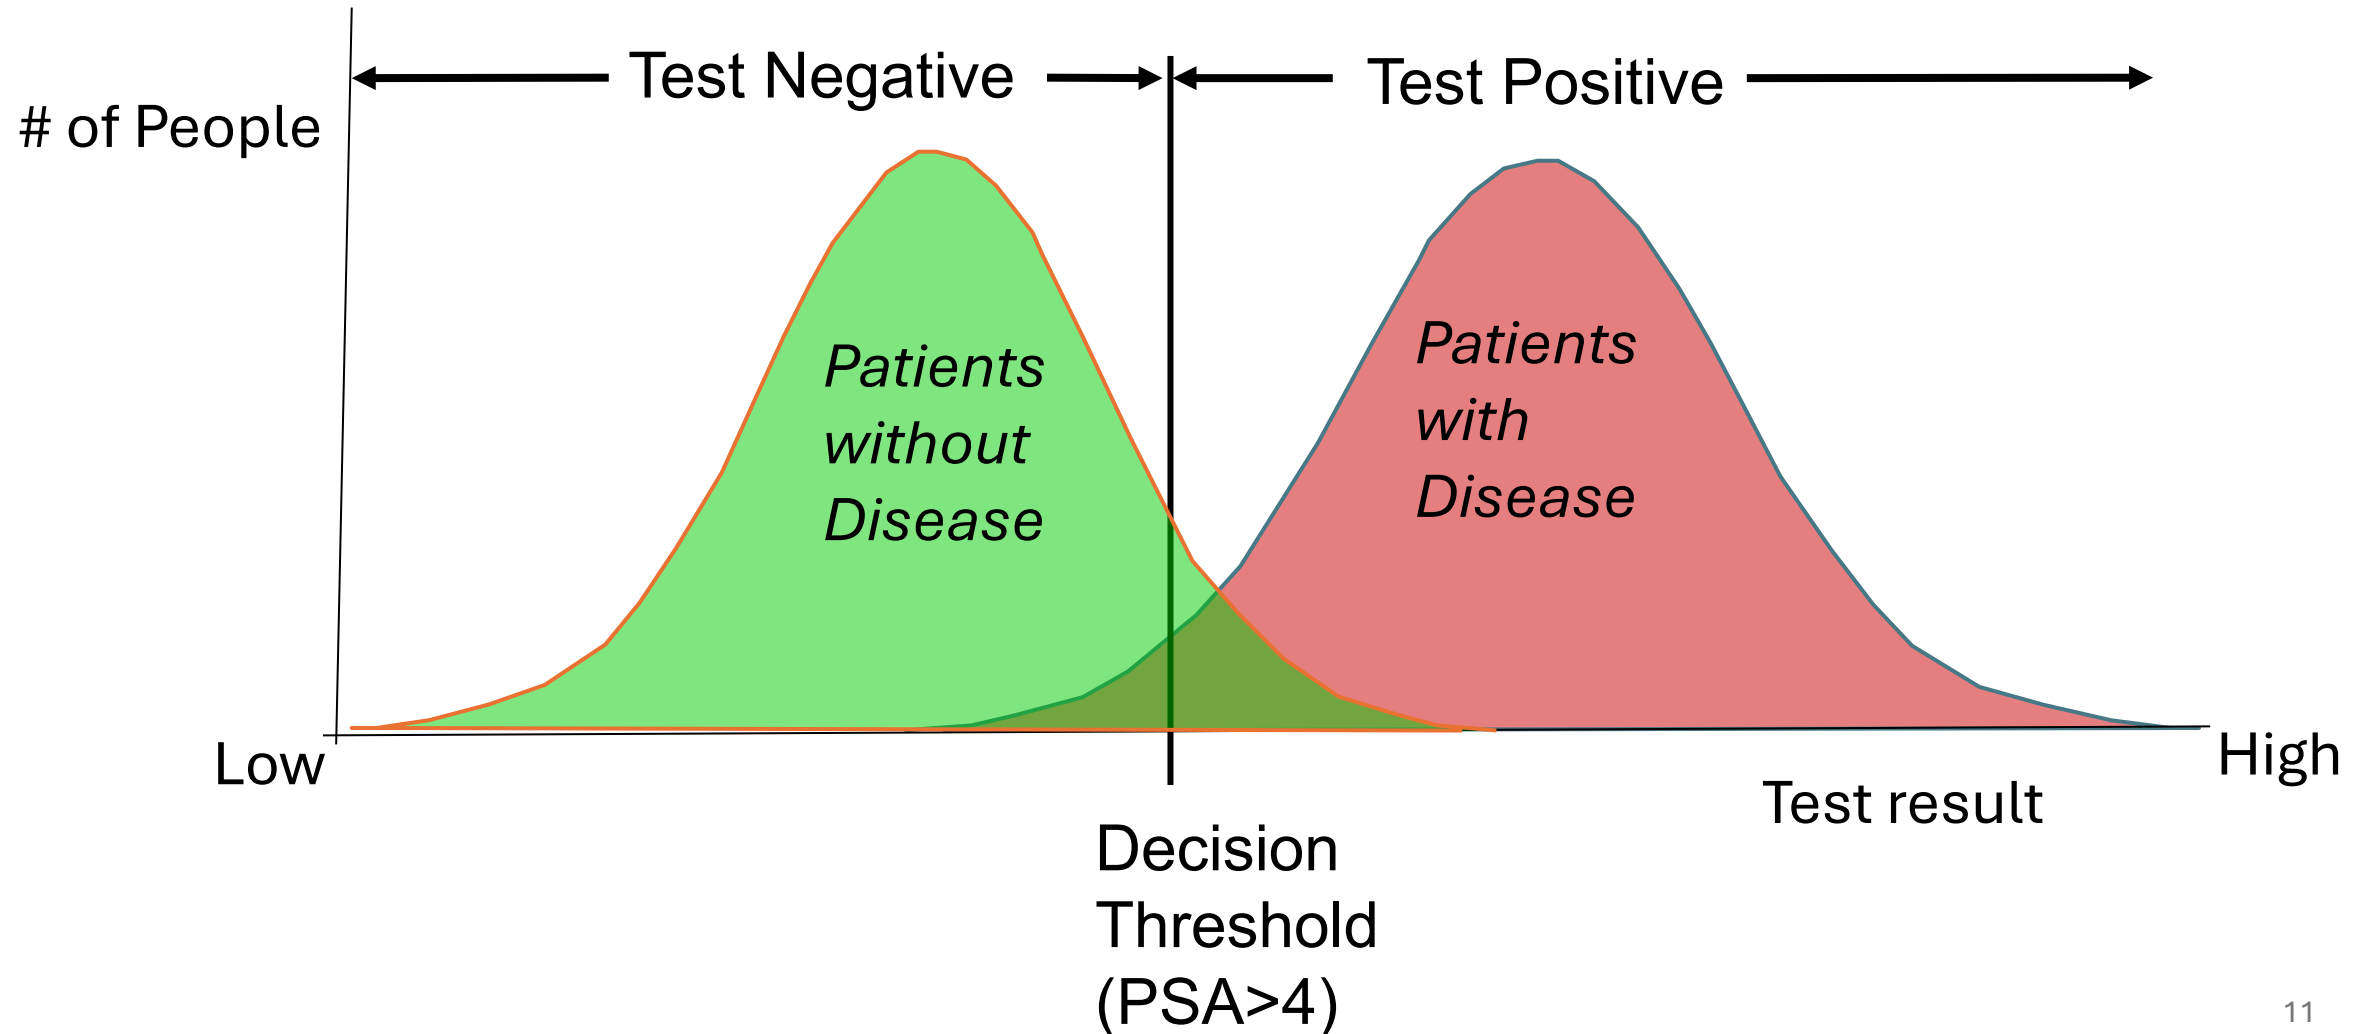 Test Negative
Test Positive
# of People
Patients
without
Disease
Patients
with
Disease
Low
High
Test result
Decision
Threshold
(PSA>4)
11